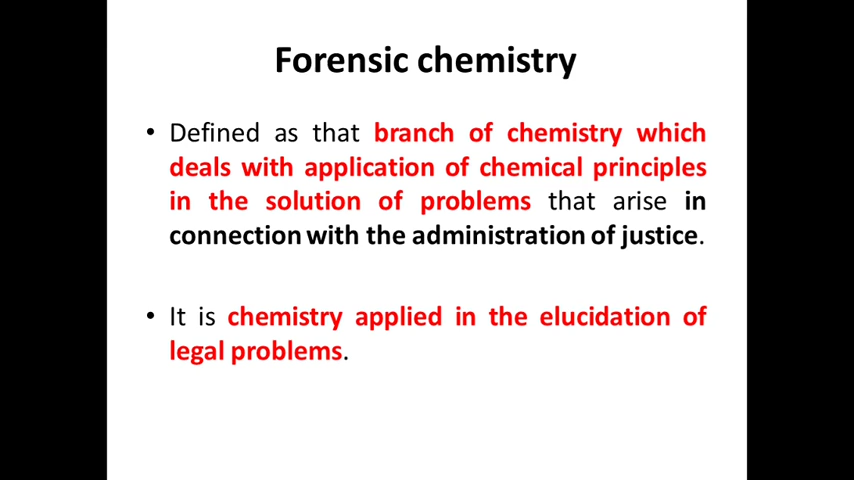 Forensic chemistry
• Defined as that branch of chemistry which
deals with application of chemical principles
in the solution of problems that arise in
connection with the administration of justice.
• It is chemistry applied in the elucidation of
legal problems.